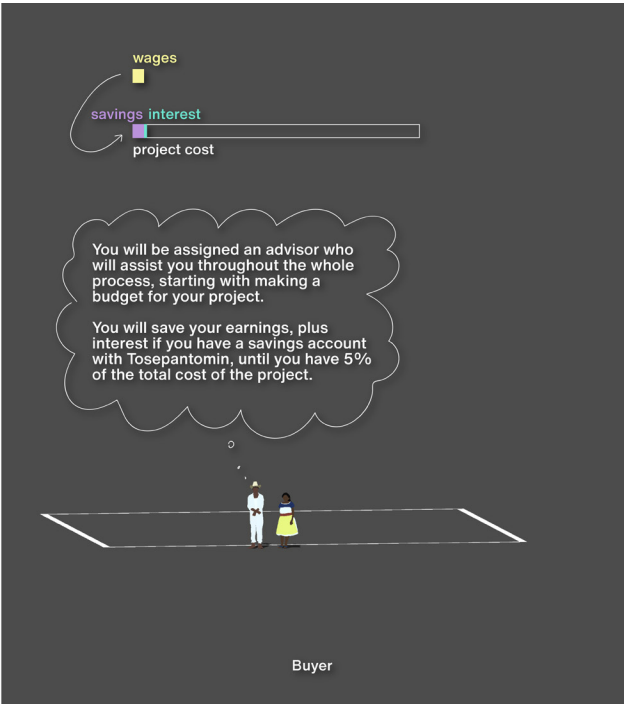 wages
savings interest
project cost
You will be assigned an advisor who
will assist you throughout the whole
process, starting with making a
budget for your project.
You will save your earnings, plus
interest if you have a savings account
with Tosepantomin, until you have 5%
of the total cost of the project.
Buyer